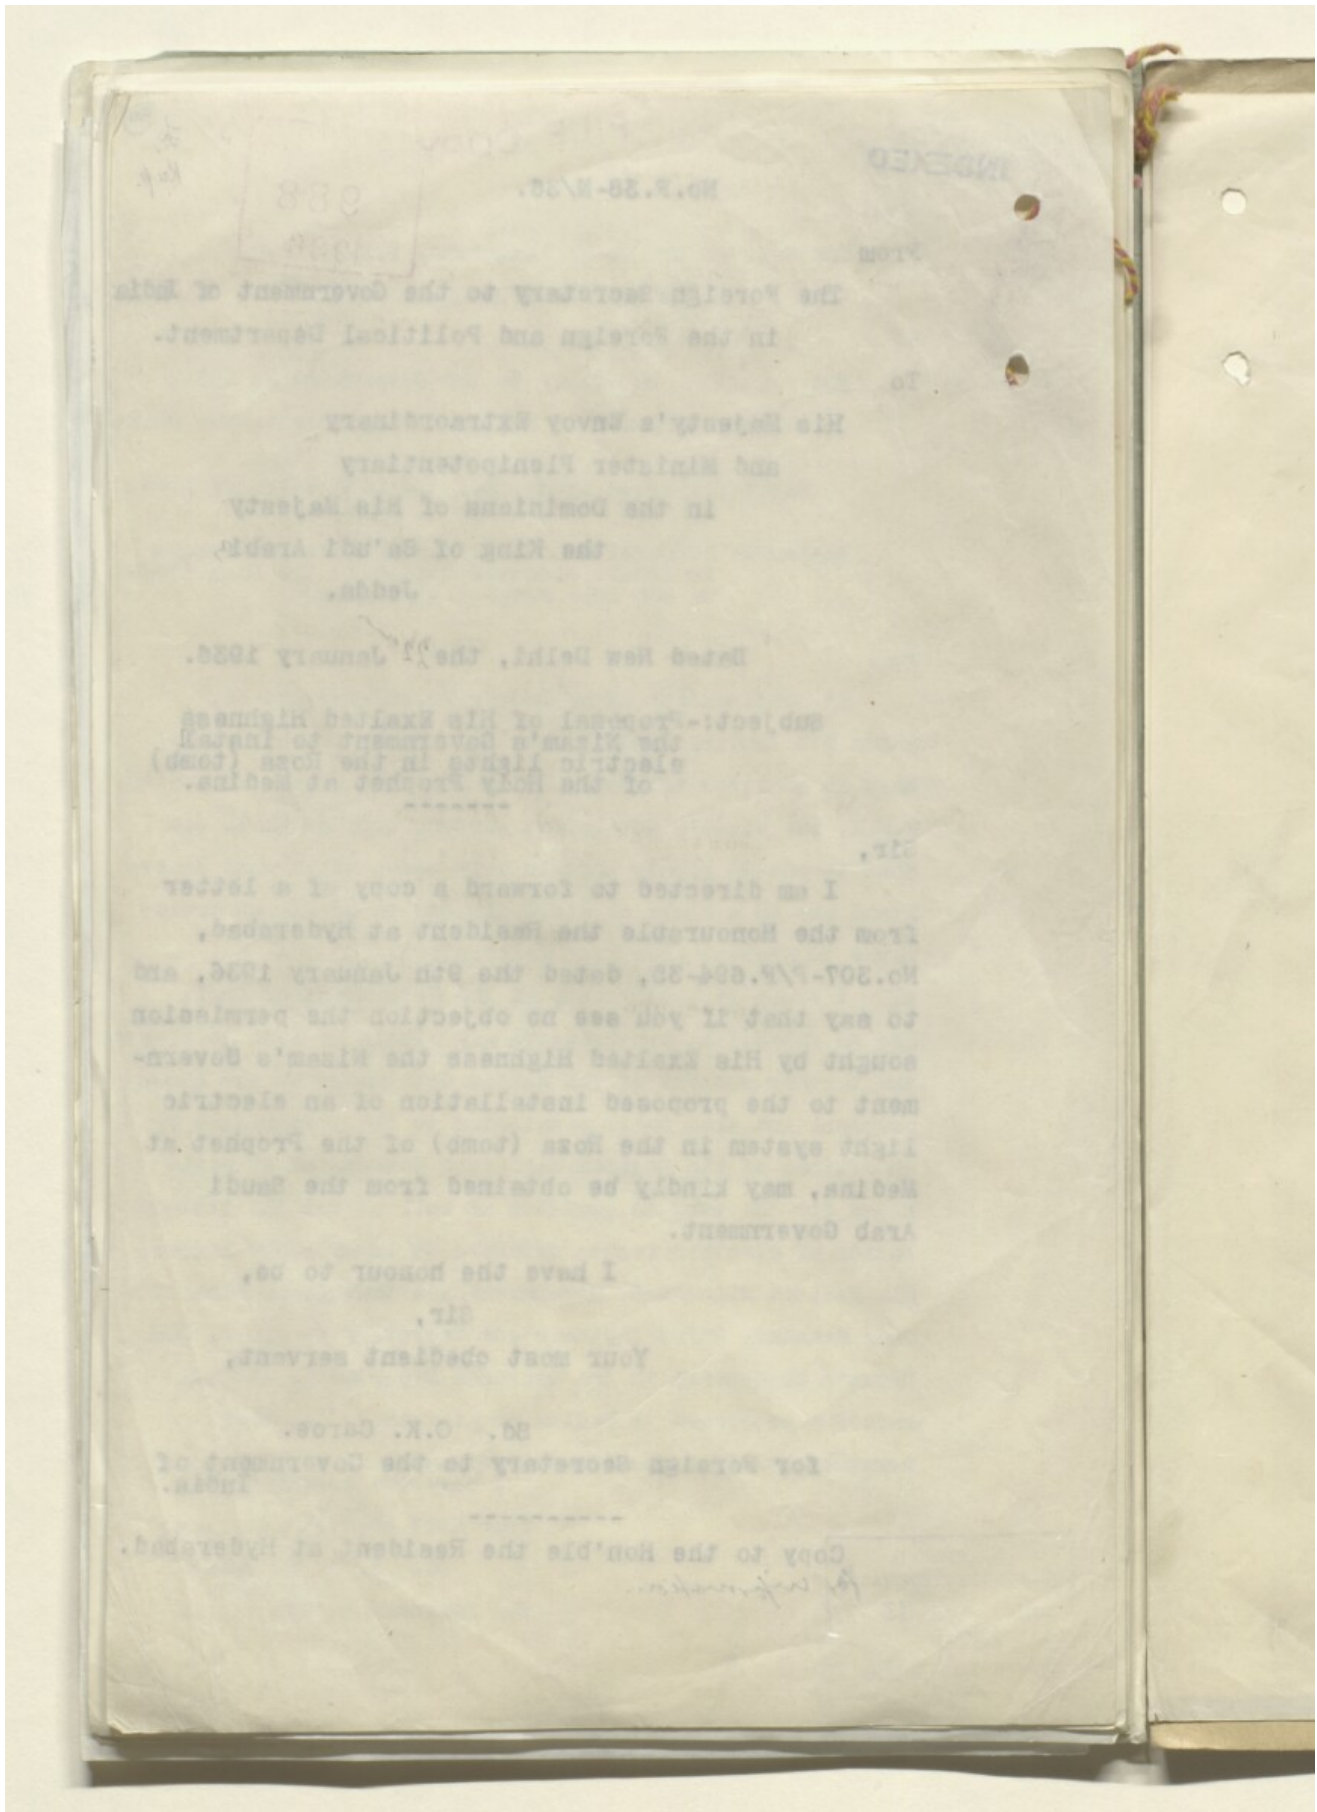 INDEXED
No.F.38-N/36.
988
From
The Foreign Secretary to the Government of India
in the Foreign and Political Department.
To
His Majesty's Envoy Extraordinary
and Minister Plenipotentiary
in the Dominions of His Majesty
the King of Sa'udi Arabi,
Jedda.
Dated New Delhi, the January 1936.
Subject:-Proposal of His Exalted Highness
the Nizam's Government to instal
electric lights in the Roza (tomb)
of the Holy Prophet at Medina.
-------
Sir,
I am directed to forward a copy of a letter
from the Honourable the Resident at Hyderabad,
No.307-P/P.694-35, dated the 9th January 1936, and
to say that if you see no objection the permission
sought by His Exalted Highness the Nizam's Govern-
ment to the proposed installation of an electric
light system in the Roza (tomb) of the Prophet at
Medina, may kindly be obtained from the Saudi
Arab Government.
I have the honour to be,
Sir,
Your most obedient servant,
Sd. O.K. Caroe.
for Foreign Secretary to the Government of
India.
----------
Copy to the Hon'ble the Resident at Hyderabad.
for information.